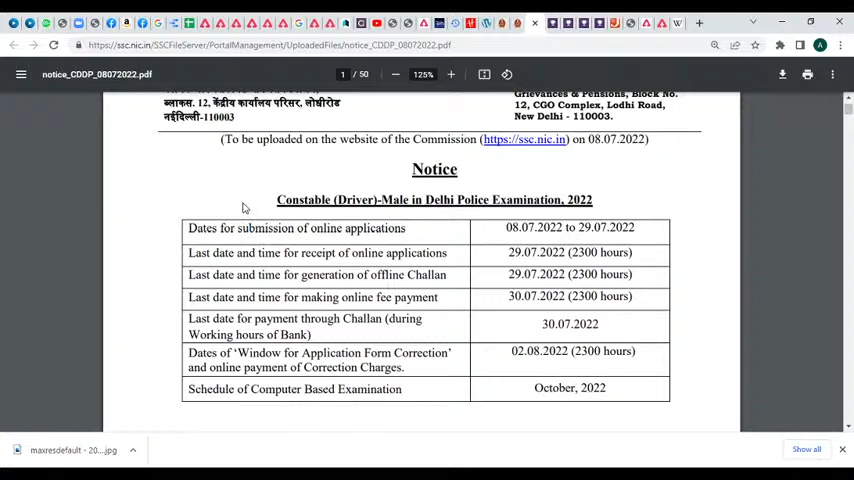 https://ssc.nic.in/SSCFileServer/PortalManagement/UploadedFiles/notice_CDDP_08072022.pdf
A
notice_CDDP_08072022.pdf
1 / 50
125%
ब्लाकस. 12, केंद्रीय कार्यालय परिसर, लोधीरोड
नईदिल्ली-110003
Grievances & Pensions, Block No.
12, CGO Complex, Lodhi Road,
New Delhi - 110003.
(To be uploaded on the website of the Commission (https://ssc.nic.in) on 08.07.2022)
Notice
Constable (Driver)-Male in Delhi Police Examination, 2022
Dates for submission of online applications 08.07.2022 to 29.07.2022
Last date and time for receipt of online applications 29.07.2022 (2300 hours)
Last date and time for generation of offline Challan 29.07.2022 (2300 hours)
Last date and time for making online fee payment 30.07.2022 (2300 hours)
Last date for payment through Challan (during
Working hours of Bank) 30.07.2022
Dates of ‘Window for Application Form Correction’
and online payment of Correction Charges. 02.08.2022 (2300 hours)
Schedule of Computer Based Examination October, 2022
maxresdefault - 20....jpg
Show all